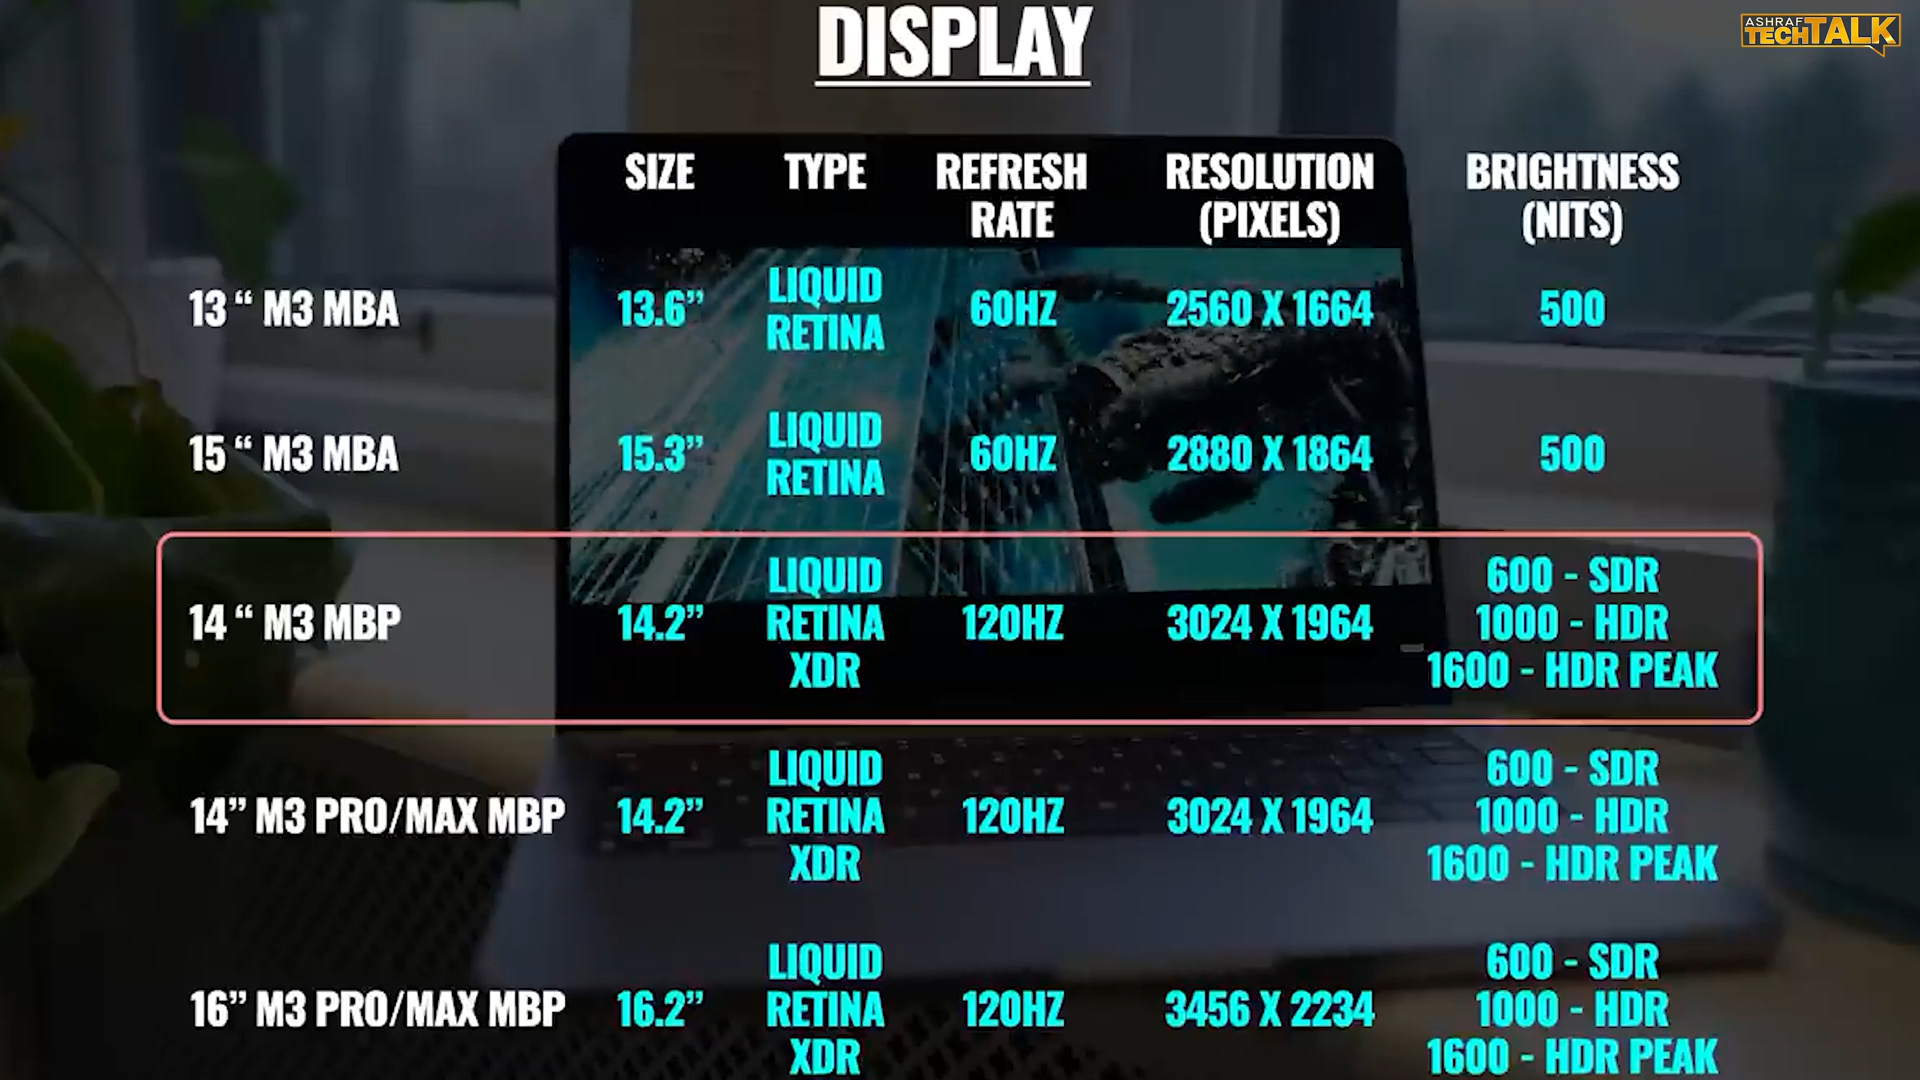 DISPLAY
ASHRAF
TECHTALK
SIZE TYPE REFRESH RATE RESOLUTION (PIXELS) BRIGHTNESS (NITS)
13 “ M3 MBA 13.6” LIQUID RETINA 60HZ 2560 X 1664 500
15 “ M3 MBA 15.3” LIQUID RETINA 60HZ 2880 X 1864 500
14 “ M3 MBP 14.2” LIQUID RETINA XDR 120HZ 3024 X 1964 600 - SDR 1000 - HDR 1600 - HDR PEAK
14” M3 PRO/MAX MBP 14.2” LIQUID RETINA XDR 120HZ 3024 X 1964 600 - SDR 1000 - HDR 1600 - HDR PEAK
16” M3 PRO/MAX MBP 16.2” LIQUID RETINA XDR 120HZ 3456 X 2234 600 - SDR 1000 - HDR 1600 - HDR PEAK